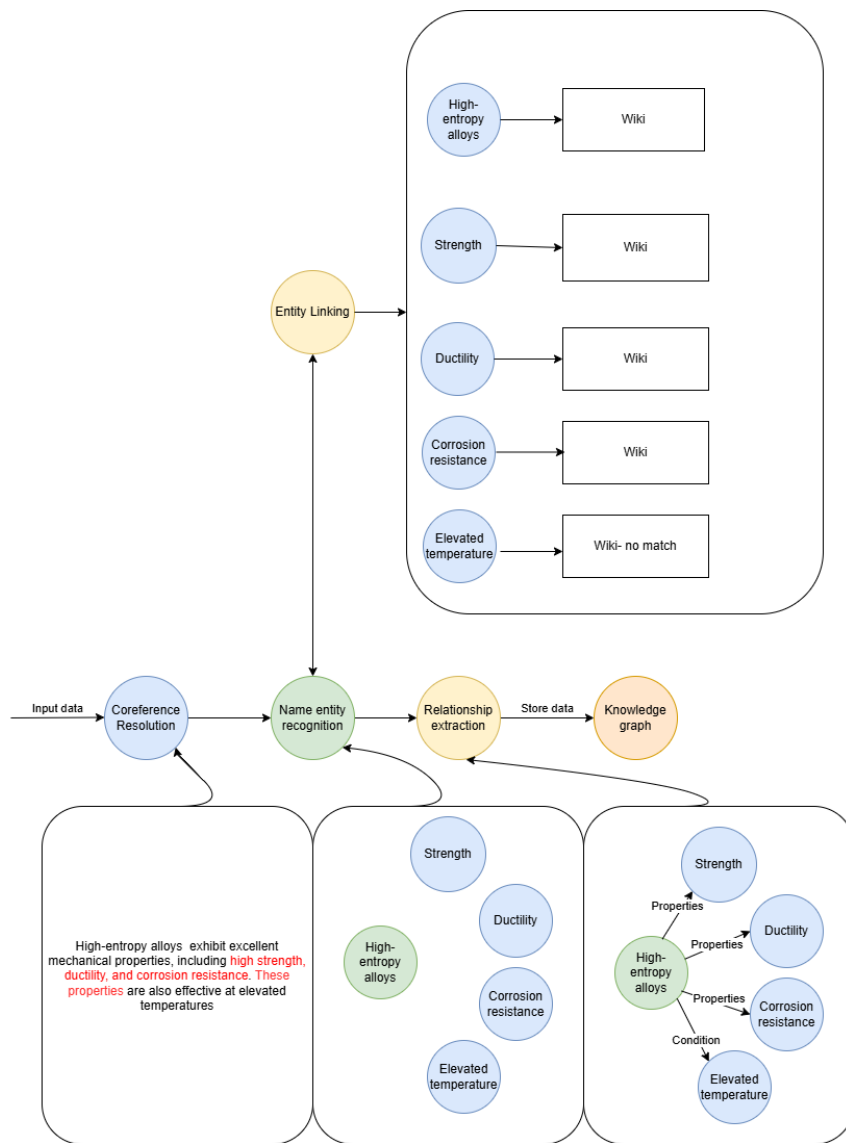 High-
entropy
alloys
Wiki
Strength
Wiki
Entity Linking
Ductility
Wiki
Corrosion
resistance
Wiki
Elevated
temperature
Wiki- no match
Input data
Coreference
Resolution
Name entity
recognition
Relationship
extraction
Store data
Knowledge
graph
High-entropy alloys exhibit excellent
mechanical properties, including high strength,
ductility, and corrosion resistance. These
properties are also effective at elevated
temperatures
Strength
Ductility
High-
entropy
alloys
Corrosion
resistance
Elevated
temperature
Strength
Properties
Ductility
Properties
High-
entropy
alloys
Properties
Corrosion
resistance
Condition
Elevated
temperature